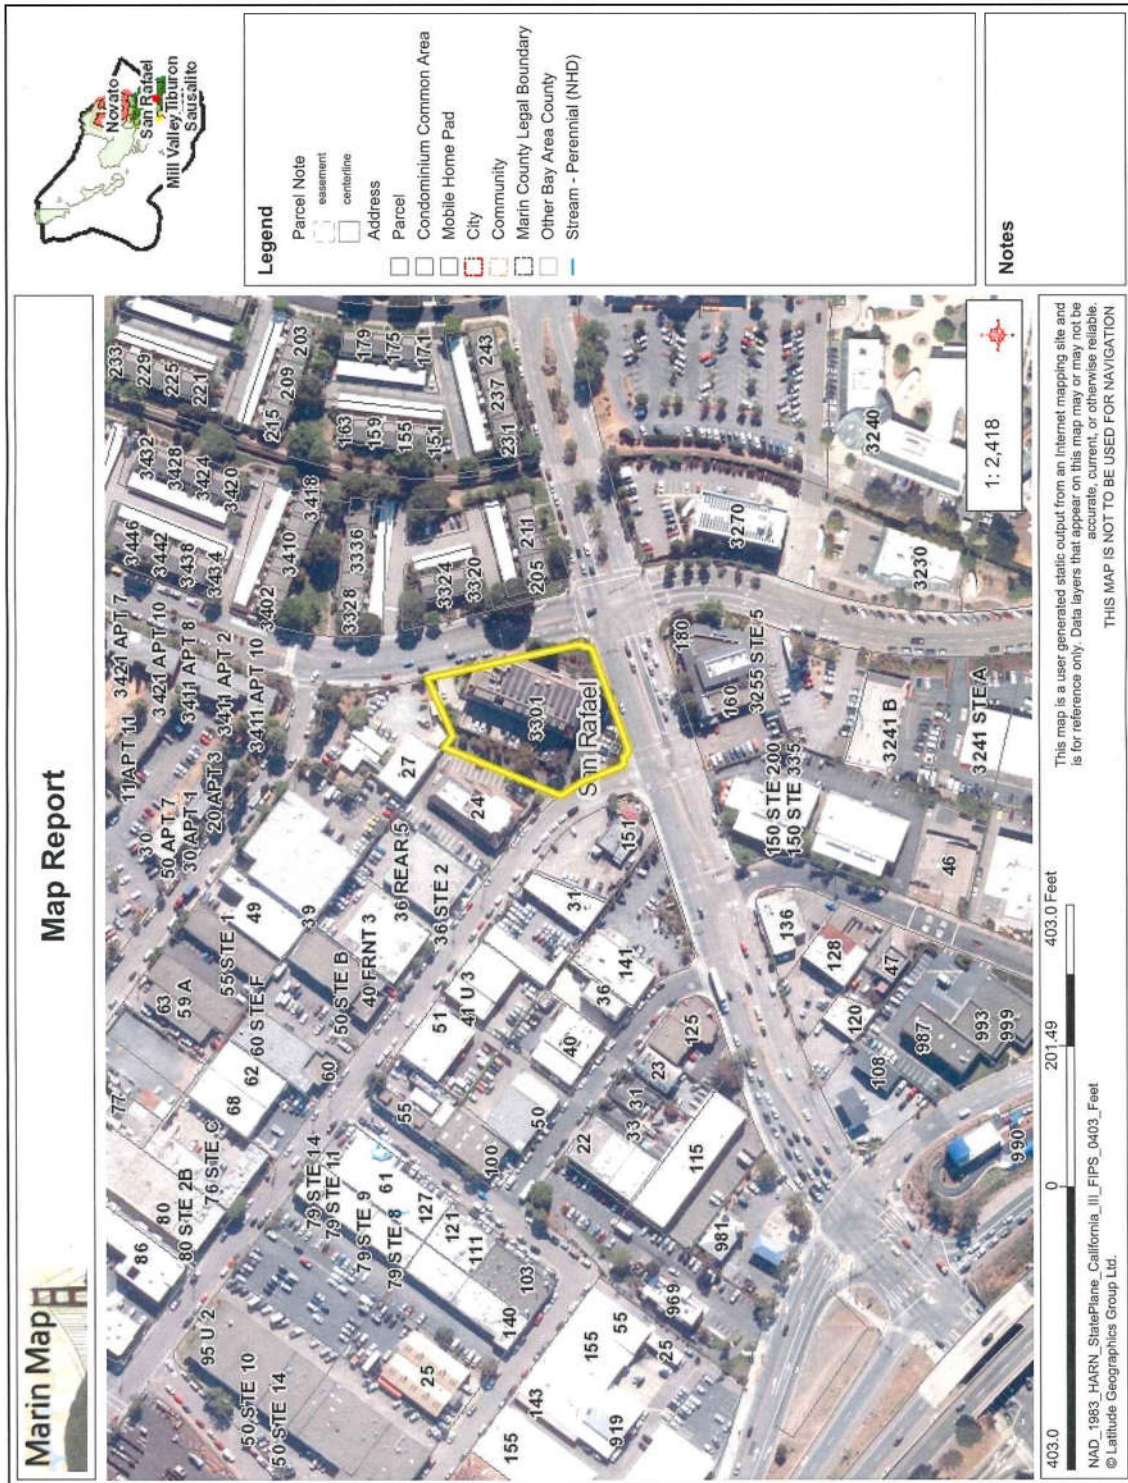 Marin Map
Map Report
Novato
San Rafael
Mill Valley Tiburon
Sausalito
Legend
Parcel Note
easement
centerline
Address
Parcel
Condominium Common Area
Mobile Home Pad
City
Community
Marin County Legal Boundary
Other Bay Area County
Stream - Perennial (NHD)
Notes
86
80
80 STE 2B
76 STE C
77
68
62
60 STE F
60
63
59 A
55 STE 1
49
39
50 STE B
40 FRNT 3
36 REAR 5
36 STE 2
30
50 APT 7
30 APT 1
20 APT 3
11 APT 11
3421 APT 7
3421 APT 10
3411 APT 8
3411 APT 2
3411 APT 10
3446
3442
3438
3434
3432
3428
3424
3420
3402
3410
3418
233
229
225
221
215
209
203
3328
3336
3324
3320
205
211
163
159
155
151
179
175
171
231
237
243
27
24
3301
San Rafael
95 U 2
50 STE 10
50 STE 14
79 STE 14
79 STE 11
79 STE 9
79 STE 8
61
127
121
111
103
140
25
55
100
50
51
41 U 3
40
36
141
31
151
155
143
919
155
55
25
969
981
22
33
31
23
125
115
180
160
3255 STE 5
150 STE 200
150 STE 335
3241 B
3241 STE A
46
136
128
47
120
108
987
993
999
990
3270
3230
3240
1: 2,418
403.0
0
201.49
403.0 Feet
NAD_1983_HARN_StatePlane_California_III_FIPS_0403_Feet
© Latitude Geographics Group Ltd.
This map is a user generated static output from an Internet mapping site and
is for reference only. Data layers that appear on this map may or may not be
accurate, current, or otherwise reliable.
THIS MAP IS NOT TO BE USED FOR NAVIGATION